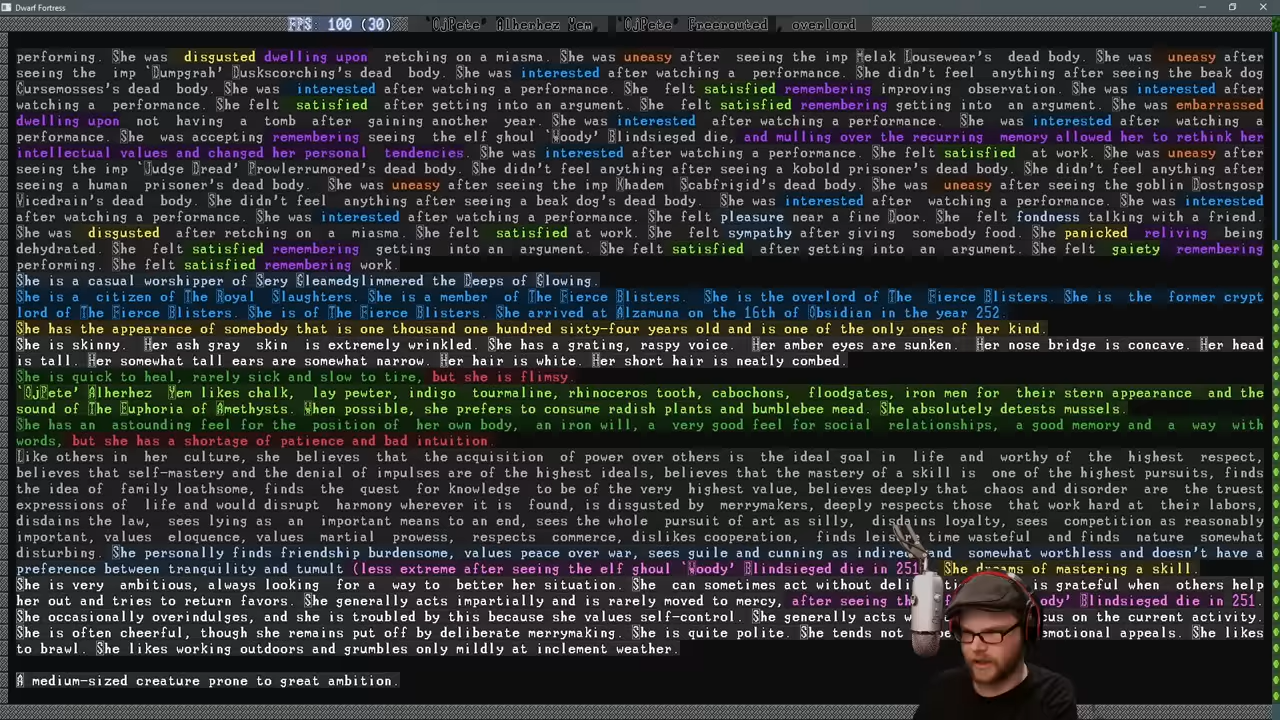 Dwarf Fortress
FPS: 100 (30) `OjPete' Alherhez Yem, `OjPete' Freerouted , overlord
performing. She was disgusted dwelling upon retching on a miasma. She was uneasy after seeing the imp Helak Lousewear's dead body. She was uneasy after
seeing the imp `Dumpgrah' Duskscorching's dead body. She was interested after watching a performance. She didn't feel anything after seeing the beak dog
Cursemosses's dead body. She was interested after watching a performance. She felt satisfied remembering improving observation. She was interested after
watching a performance. She felt satisfied after getting into an argument. She felt satisfied remembering getting into an argument. She was embarrassed
dwelling upon not having a tomb after gaining another year. She was interested after watching a performance. She was interested after watching a
performance. She was accepting remembering seeing the elf ghoul `Woody' Blindsieged die, and mulling over the recurring memory allowed her to rethink her
intellectual values and changed her personal tendencies. She was interested after watching a performance. She felt satisfied at work. She was uneasy after
seeing the imp `Judge Dread' Prowlerrumored's dead body. She didn't feel anything after seeing a kobold prisoner's dead body. She didn't feel anything after
seeing a human prisoner's dead body. She was uneasy after seeing the imp Khadem Scabfrigid's dead body. She was uneasy after seeing the goblin Dostngosp
Vicedrain's dead body. She didn't feel anything after seeing a beak dog's dead body. She was interested after watching a performance. She was interested
after watching a performance. She was interested after watching a performance. She felt pleasure near a fine Door. She felt fondness talking with a friend.
She was disgusted after retching on a miasma. She felt satisfied at work. She felt sympathy after giving somebody food. She panicked reliving being
dehydrated. She felt satisfied remembering getting into an argument. She felt satisfied after getting into an argument. She felt gaiety remembering
performing. She felt satisfied remembering work.
She is a casual worshipper of Sery Gleamedglimmered the Deeps of Glowing.
She is a citizen of The Royal Slaughters. She is a member of The Fierce Blisters. She is the overlord of The Fierce Blisters. She is the former crypt
lord of The Fierce Blisters. She is of The Fierce Blisters. She arrived at Alzamuna on the 16th of Obsidian in the year 252.
She has the appearance of somebody that is one thousand one hundred sixty-four years old and is one of the only ones of her kind.
She is skinny. Her ash gray skin is extremely wrinkled. She has a grating, raspy voice. Her amber eyes are sunken. Her nose bridge is concave. Her head
is tall. Her somewhat tall ears are somewhat narrow. Her hair is white. Her short hair is neatly combed.
She is quick to heal, rarely sick and slow to tire, but she is flimsy.
`OjPete' Alherhez Yem likes chalk, lay pewter, indigo tourmaline, rhinoceros tooth, cabochons, floodgates, iron men for their stern appearance and the
sound of The Euphoria of Amethysts. When possible, she prefers to consume radish plants and bumblebee mead. She absolutely detests mussels.
She has an astounding feel for the position of her own body, an iron will, a very good feel for social relationships, a good memory and a way with
words, but she has a shortage of patience and bad intuition.
Like others in her culture, she believes that the acquisition of power over others is the ideal goal in life and worthy of the highest respect,
believes that self-mastery and the denial of impulses are of the highest ideals, believes that the mastery of a skill is one of the highest pursuits, finds
the idea of family loathsome, finds the quest for knowledge to be of the very highest value, believes deeply that chaos and disorder are the truest
expressions of life and would disrupt harmony wherever it is found, is disgusted by merrymakers, deeply respects those that work hard at their labors,
disdains the law, sees lying as an important means to an end, sees the whole pursuit of art as silly, disdains loyalty, sees competition as reasonably
important, values eloquence, values martial prowess, respects commerce, dislikes cooperation, finds leisure time wasteful and finds nature somewhat
disturbing. She personally finds friendship burdensome, values peace over war, sees guile and cunning as indirect and somewhat worthless and doesn't have a
preference between tranquility and tumult (less extreme after seeing the elf ghoul `Woody' Blindsieged die in 251 She dreams of mastering a skill.
She is very ambitious, always looking for a way to better her situation. She can sometimes act without is grateful when others help
her out and tries to return favors. She generally acts impartially and is rarely moved to mercy, after seeing Blindsieged die in 251.
She occasionally overindulges, and she is troubled by this because she values self-control. She generally acts on the current activity.
She is often cheerful, though she remains put off by deliberate merrymaking. She is quite polite. She tends not emotional appeals. She likes
to brawl. She likes working outdoors and grumbles only mildly at inclement weather.
A medium-sized creature prone to great ambition.